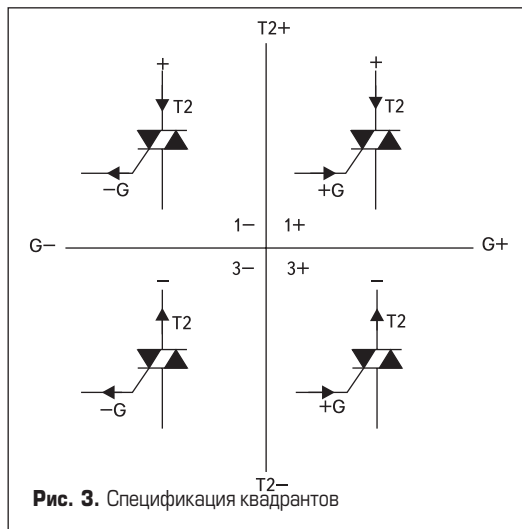 T2+
+
+
T2
T2
−G
+G
1−
1+
G−
G+
3−
3+
−
−
T2
T2
−G
+G
T2−
Рис. 3. Спецификация квадрантов